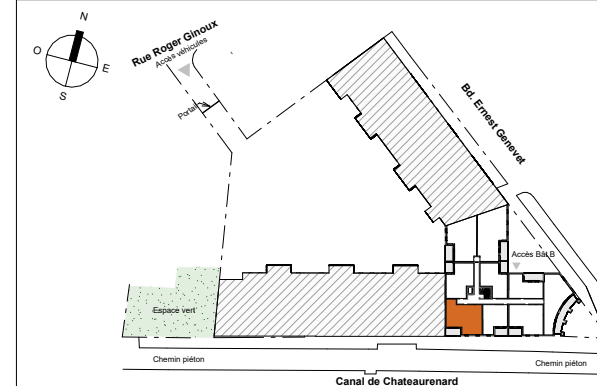 N
O
E
S
Rue Roger Ginoux
Accès véhicules
Portail
Bd. Ernest Genevet
Accès Bât B
Espace vert
Chemin piéton
Chemin piéton
Canal de Chateaurenard